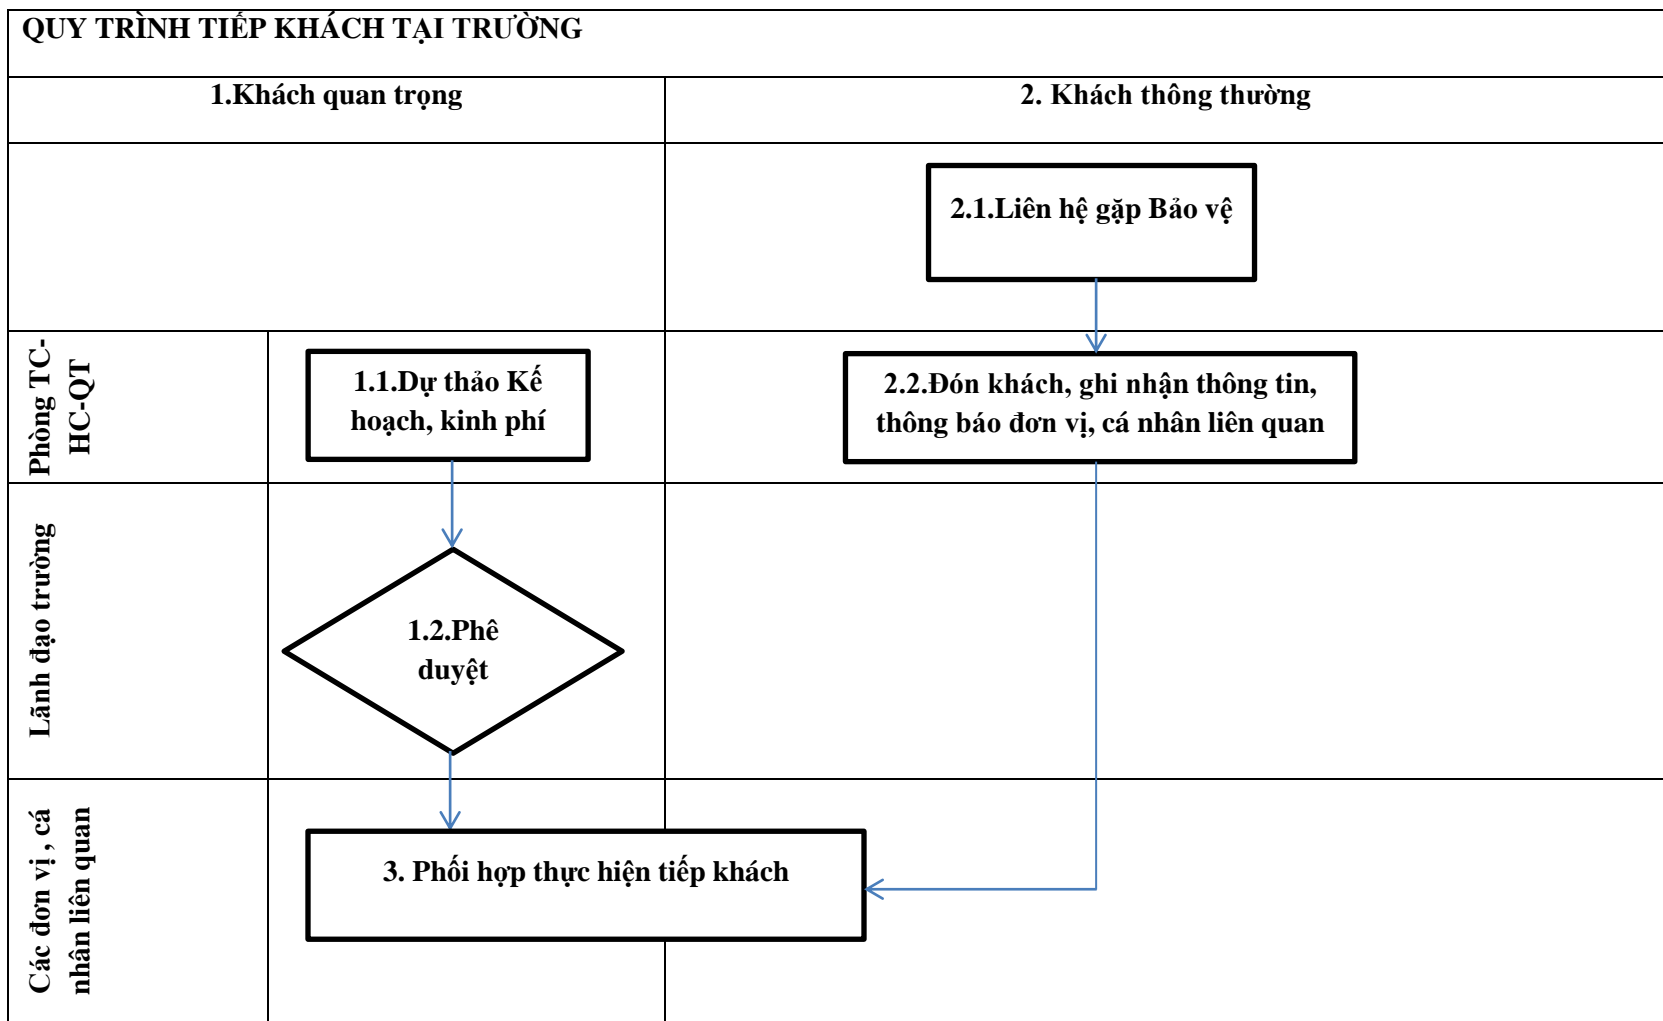 QUY TRÌNH TIẾP KHÁCH TẠI TRƯỜNG
1.Khách quan trọng
2. Khách thông thường
2.1.Liên hệ gặp Bảo vệ
Phòng TC-
HC-QT
1.1.Dự thảo Kế
hoạch, kinh phí
2.2.Đón khách, ghi nhận thông tin,
thông báo đơn vị, cá nhân liên quan
Lãnh đạo trường
1.2.Phê
duyệt
Các đơn vị , cá
nhân liên quan
3. Phối hợp thực hiện tiếp khách